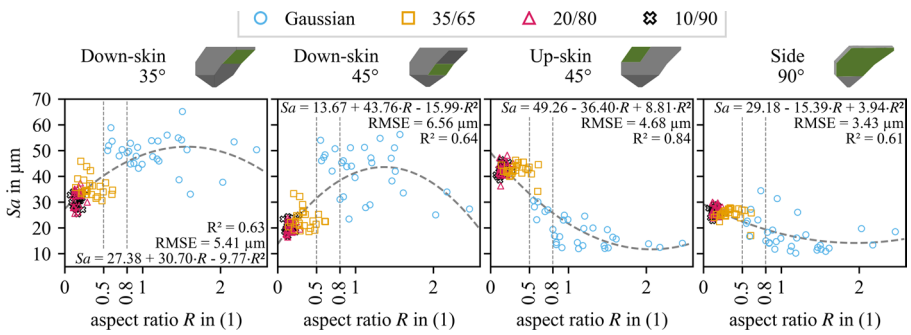 Gaussian 35/65 20/80 10/90
Down-skin 35°
Down-skin 45°
Up-skin 45°
Side 90°
Sa in µm
70
60
50
40
30
20
10
R² = 0.63
RMSE = 5.41 µm
Sa = 27.38 + 30.70·R - 9.77·R²
0 0.5 0.8 1 2
aspect ratio R in (1)
Sa = 13.67 + 43.76·R - 15.99·R²
RMSE = 6.56 µm
R² = 0.64
0 0.5 0.8 1 2
aspect ratio R in (1)
Sa = 49.26 - 36.40·R + 8.81·R²
RMSE = 4.68 µm
R² = 0.84
0 0.5 0.8 1 2
aspect ratio R in (1)
Sa = 29.18 - 15.39·R + 3.94·R²
RMSE = 3.43 µm
R² = 0.61
0 0.5 0.8 1 2
aspect ratio R in (1)